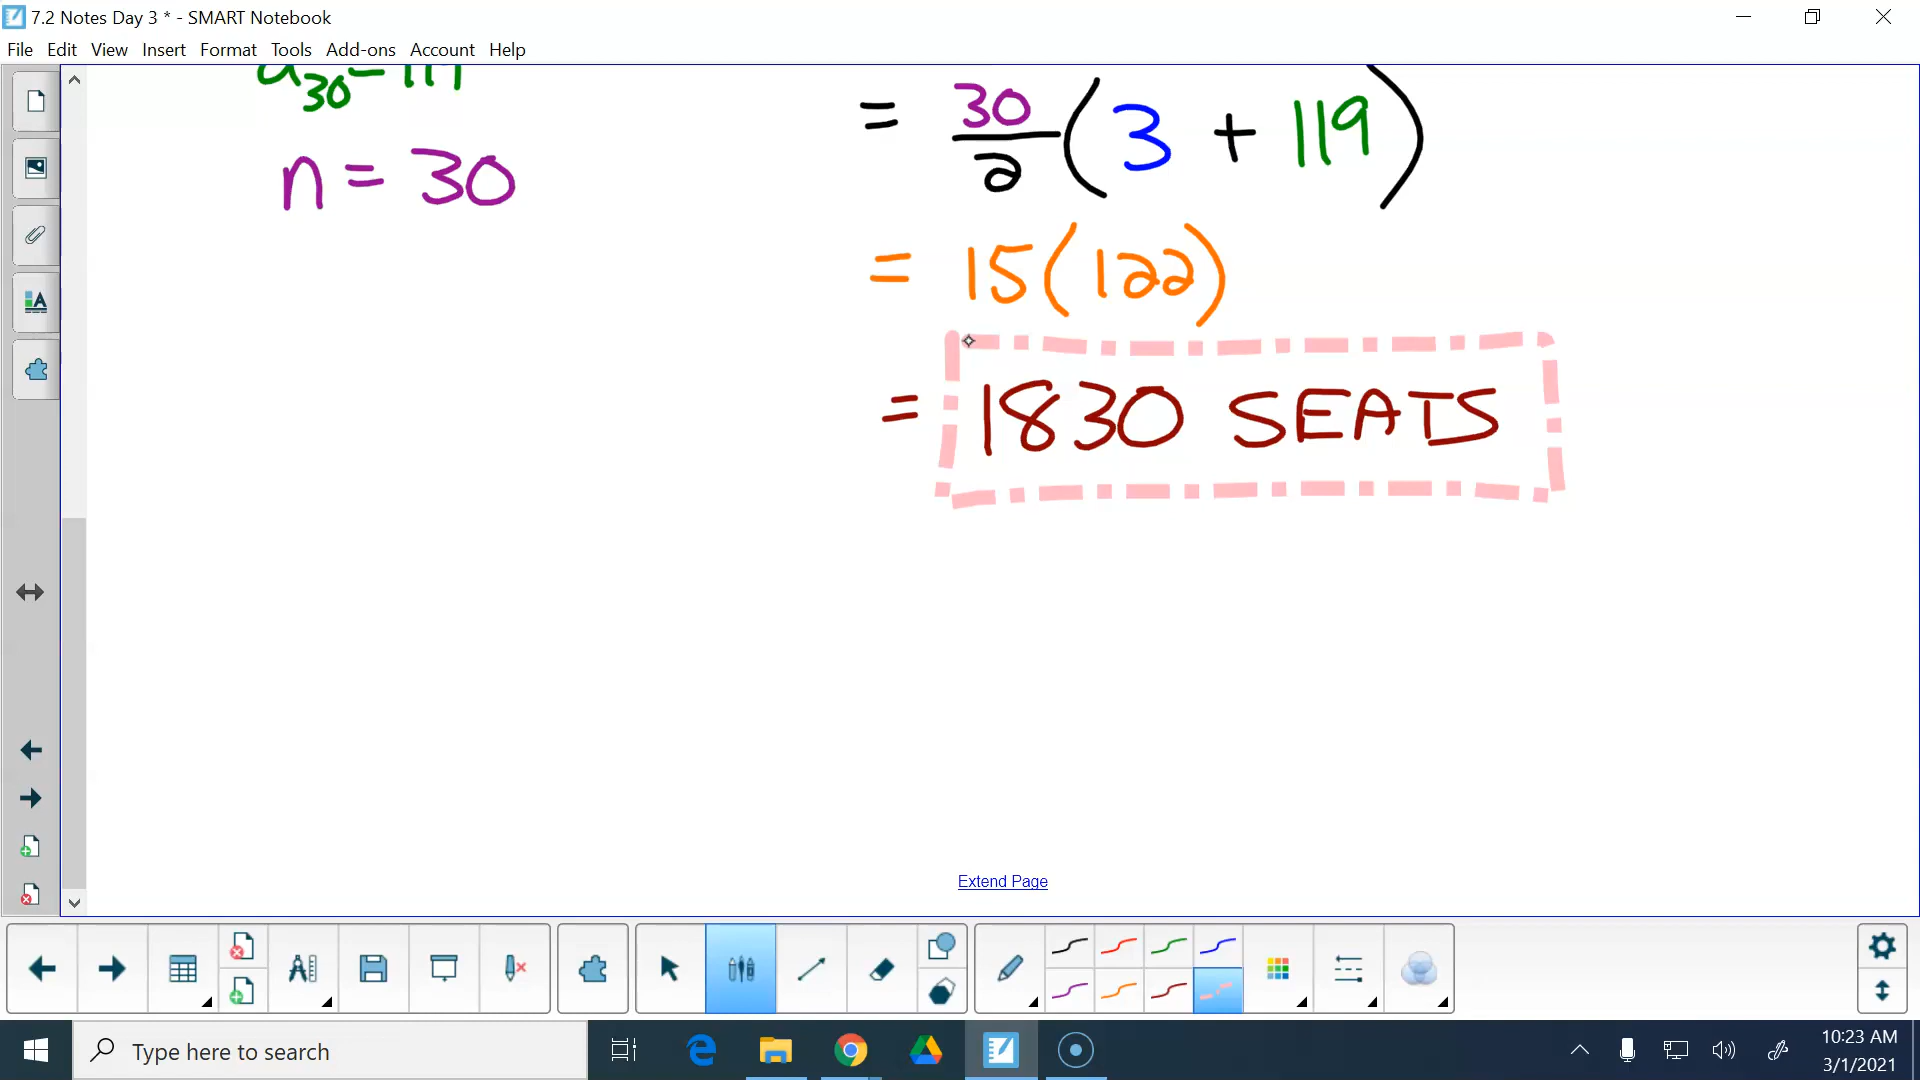 7.2 Notes Day 3 * - SMART Notebook
File Edit View Insert Format Tools Add-ons Account Help
a30 = 119
n = 30
= 30/2 (3 + 119)
= 15(122)
= 1830 SEATS
Extend Page
Type here to search
10:23 AM
3/1/2021